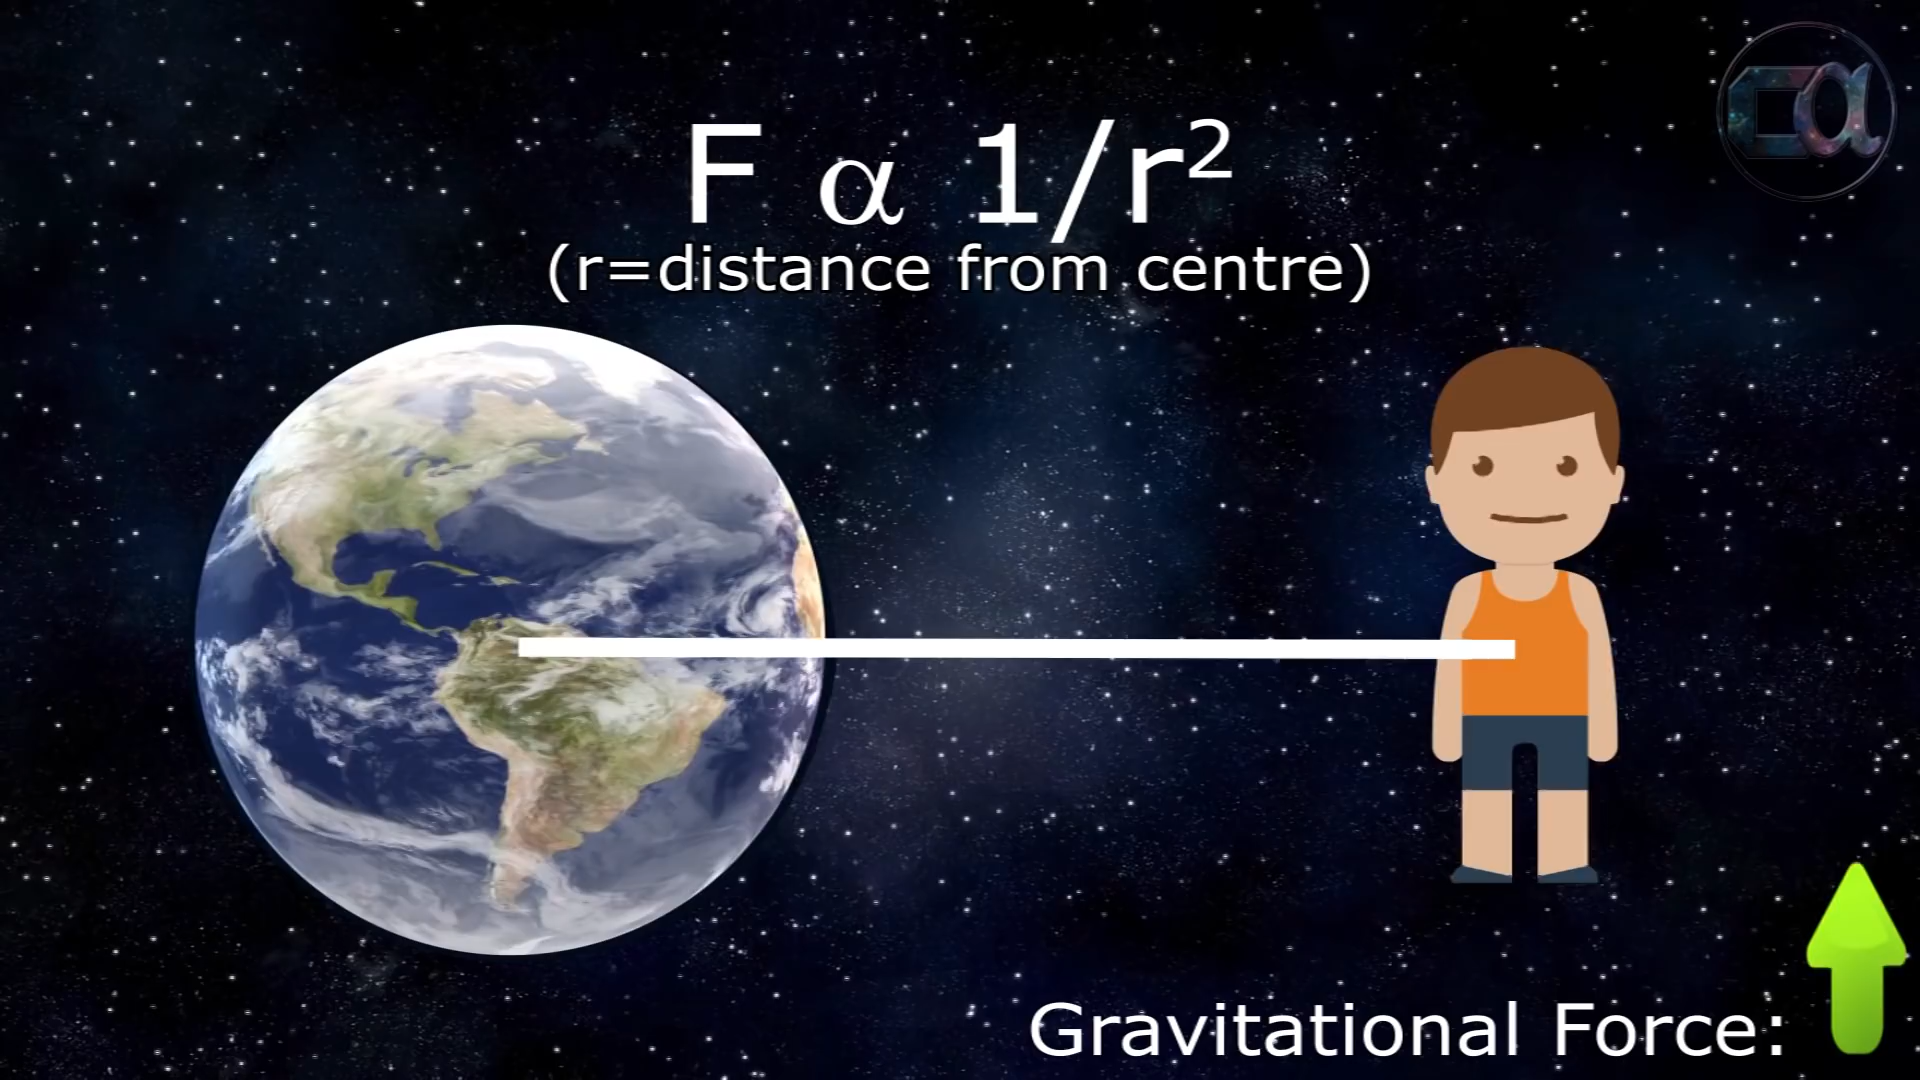 F α 1/r²
(r=distance from centre)
Gravitational Force: